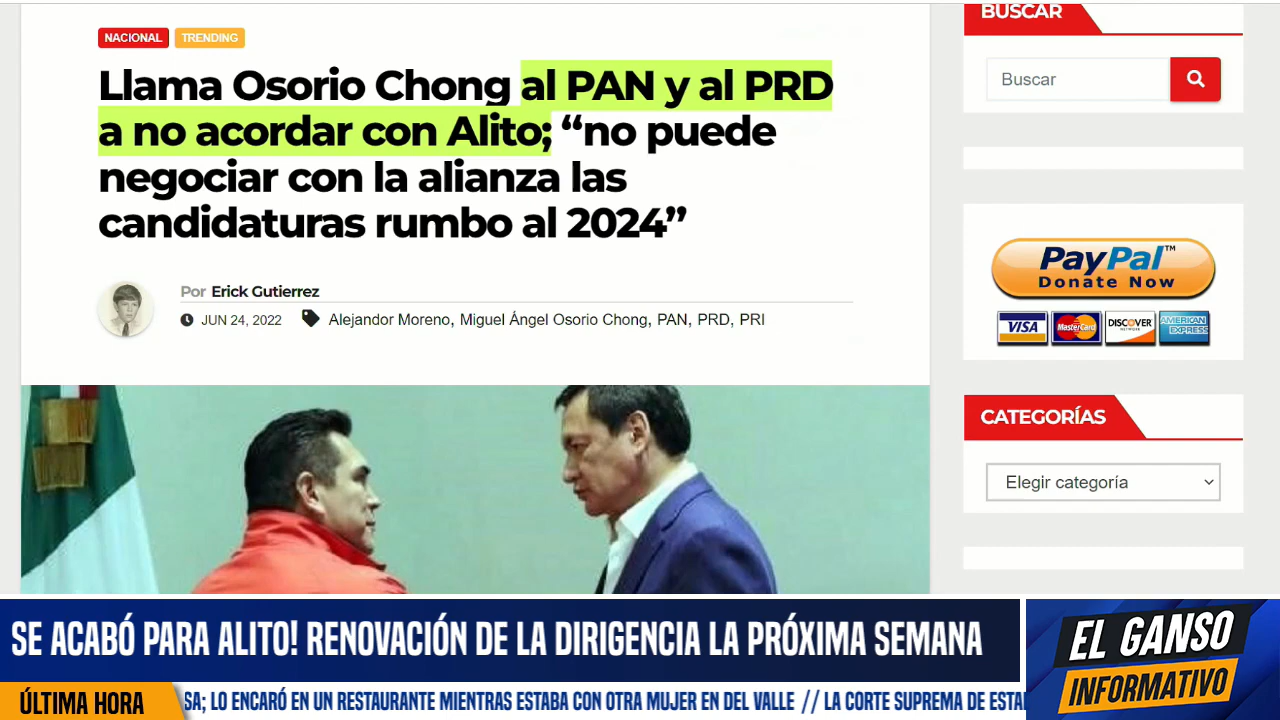 BUSCAR
NACIONAL TRENDING
Llama Osorio Chong al PAN y al PRD
a no acordar con Alito; “no puede
negociar con la alianza las
candidaturas rumbo al 2024”
Por Erick Gutierrez
JUN 24, 2022 Alejandor Moreno, Miguel Ángel Osorio Chong, PAN, PRD, PRI
Buscar
PayPal™
Donate Now
VISA MasterCard DISCOVER NETWORK AMERICAN EXPRESS
CATEGORÍAS
Elegir categoría
SE ACABÓ PARA ALITO! RENOVACIÓN DE LA DIRIGENCIA LA PRÓXIMA SEMANA
EL GANSO
INFORMATIVO
ÚLTIMA HORA
SA; LO ENCARÓ EN UN RESTAURANTE MIENTRAS ESTABA CON OTRA MUJER EN DEL VALLE // LA CORTE SUPREMA DE ESTA